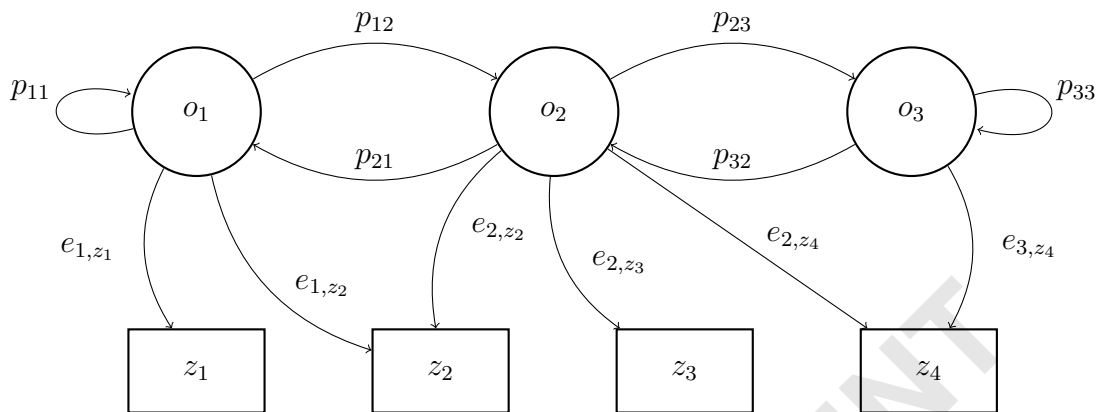 p₁₂ p₂₃
p₁₁ o₁ o₂ o₃ p₃₃
p₂₁ p₃₂
e₁,z₁ e₁,z₂ e₂,z₂ e₂,z₃ e₂,z₄ e₃,z₄
z₁ z₂ z₃ z₄